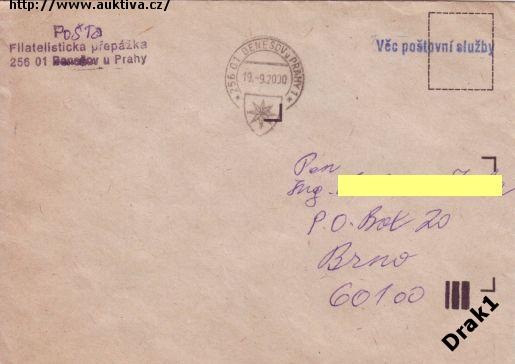 http://www.auktiva.cz/
POŠTA
Filatelistická přepážka
256 01 Benešov u Prahy
256 01 BENEŠOV U PRAHY 1
19.-9.2000
Věc poštovní služby
Pan
Ing.
P.O. Box 20
Brno
60100
Drak1